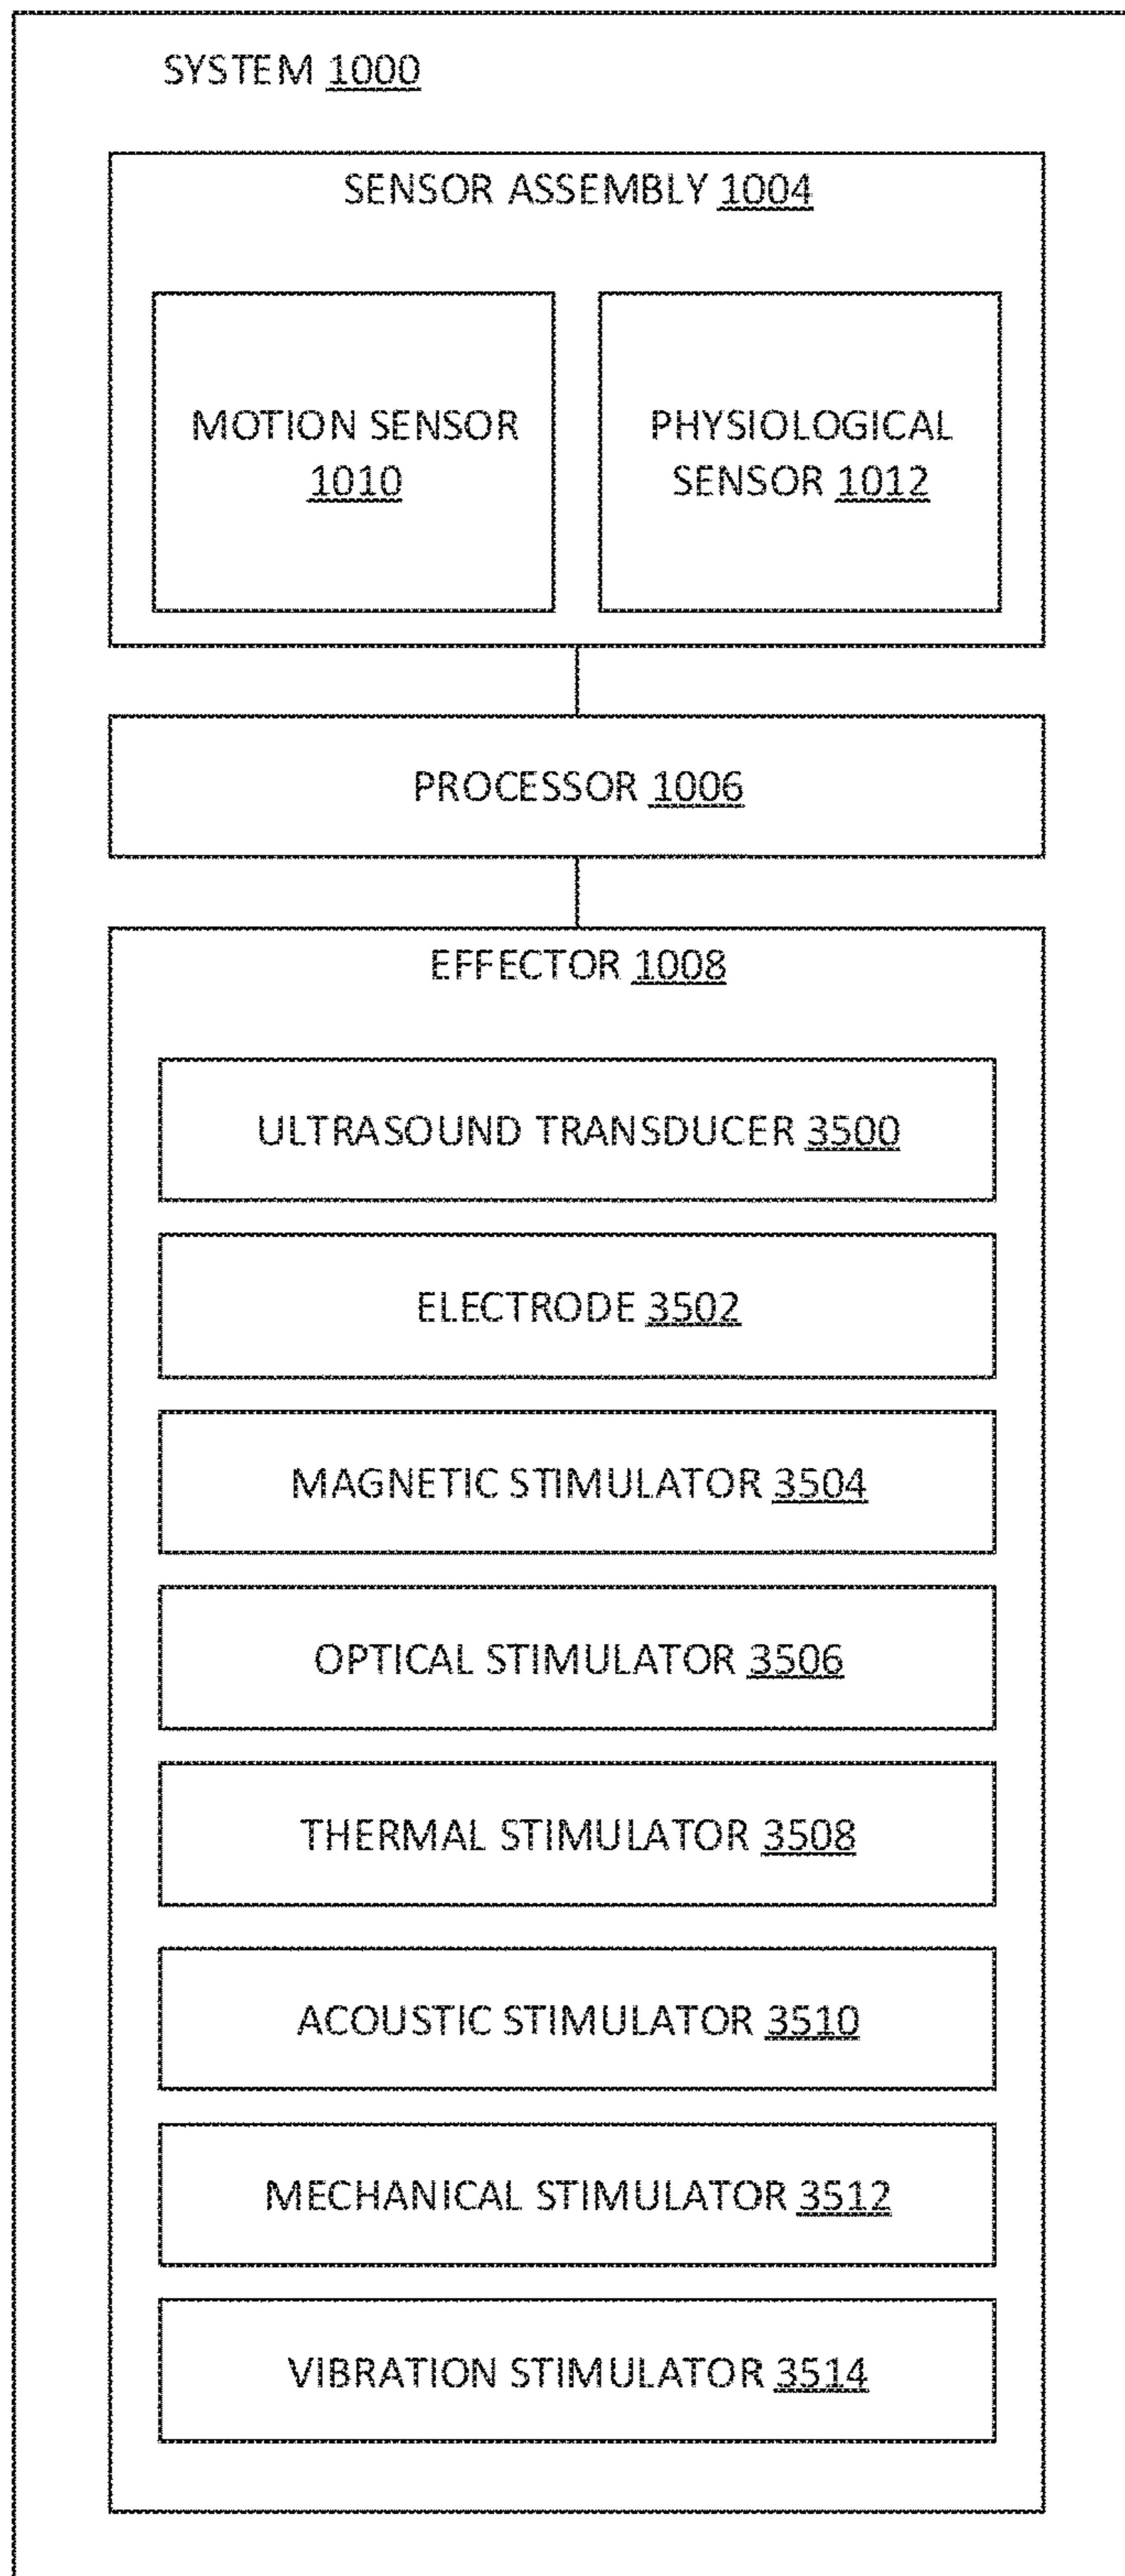 SYSTEM 1000
SENSOR ASSEMBLY 1004
MOTION SENSOR
1010
PHYSIOLOGICAL
SENSOR 1012
PROCESSOR 1006
EFFECTOR 1008
ULTRASOUND TRANSDUCER 3500
ELECTRODE 3502
MAGNETIC STIMULATOR 3504
OPTICAL STIMULATOR 3506
THERMAL STIMULATOR 3508
ACOUSTIC STIMULATOR 3510
MECHANICAL STIMULATOR 3512
VIBRATION STIMULATOR 3514